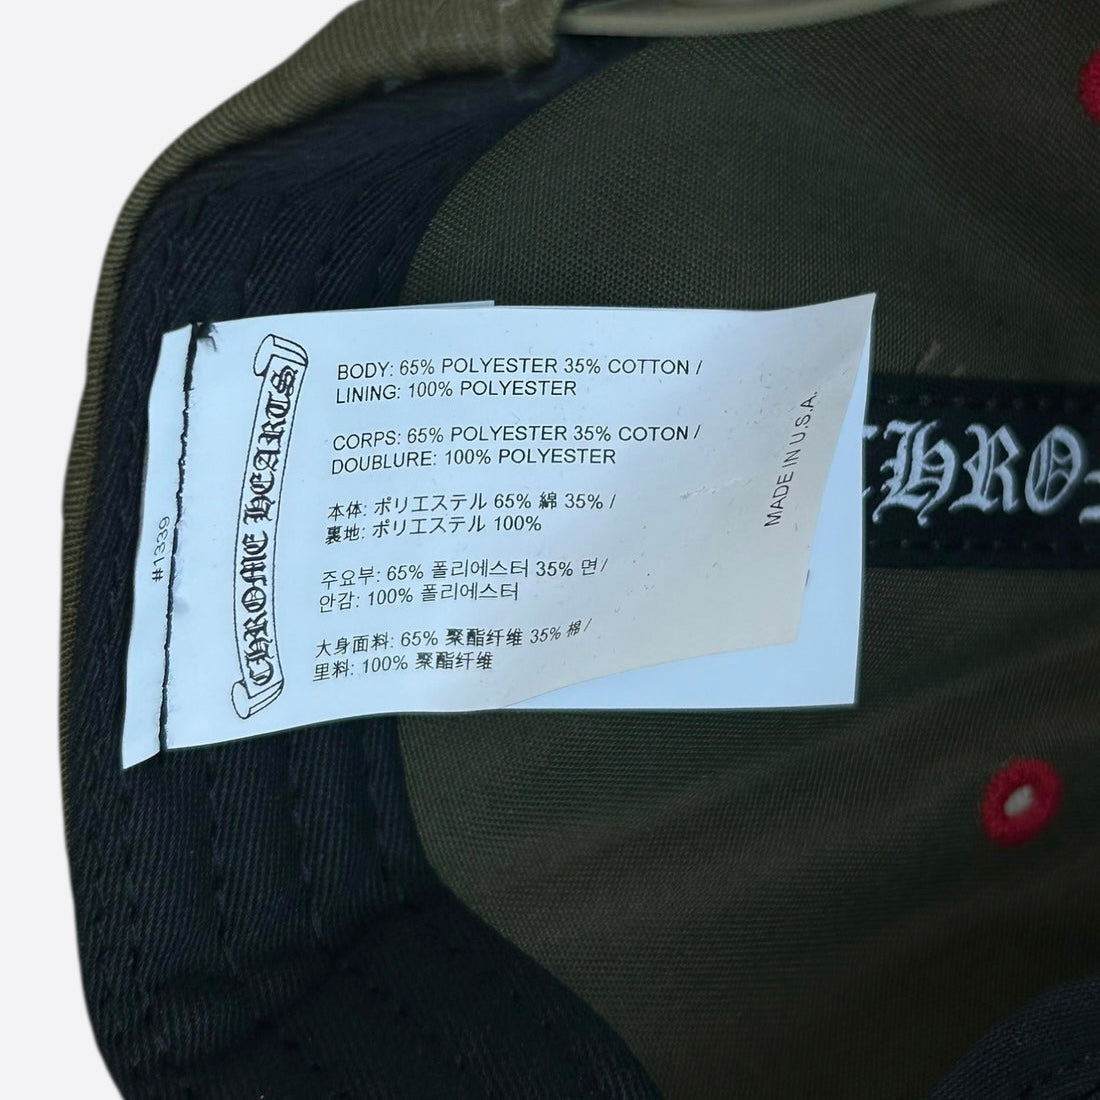 #1339
CHROME HEARTS
BODY: 65% POLYESTER 35% COTTON /
LINING: 100% POLYESTER
CORPS: 65% POLYESTER 35% COTON /
DOUBLURE: 100% POLYESTER
本体: ポリエステル 65% 綿 35% /
裏地: ポリエステル 100%
주요부: 65% 폴리에스터 35% 면 /
안감: 100% 폴리에스터
大身面料: 65% 聚酯纤维 35% 棉 /
里料: 100% 聚酯纤维
MADE IN U.S.A.
CHRO